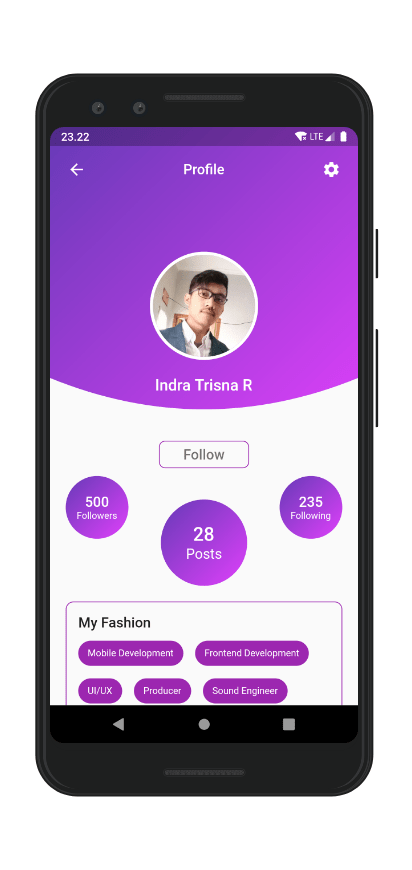 23.22 LTE
Profile
Indra Trisna R
Follow
500
Followers
28
Posts
235
Following
My Fashion
Mobile Development Frontend Development
UI/UX Producer Sound Engineer